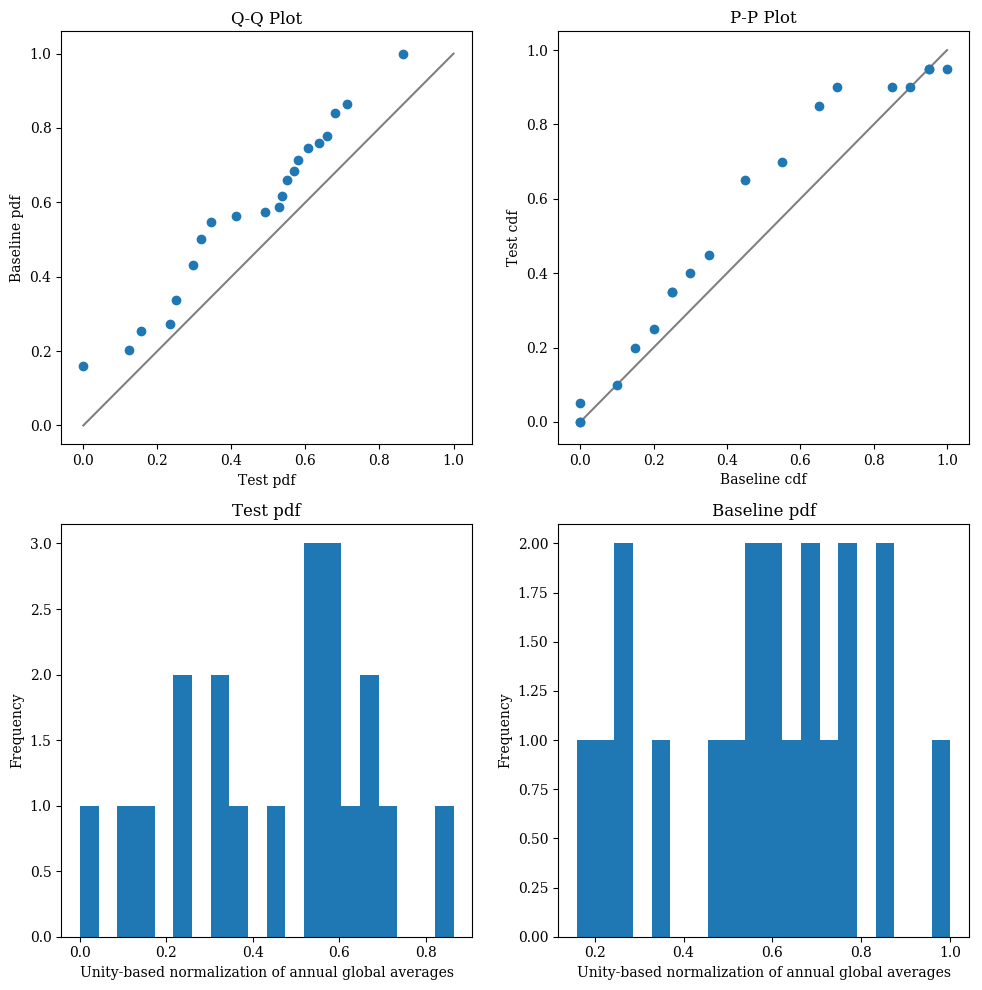 Q-Q Plot
1.0
0.8
0.6
0.4
0.2
0.0
Baseline pdf
0.0 0.2 0.4 0.6 0.8 1.0
Test pdf
P-P Plot
1.0
0.8
0.6
0.4
0.2
0.0
Test cdf
0.0 0.2 0.4 0.6 0.8 1.0
Baseline cdf
Test pdf
3.0
2.5
2.0
1.5
1.0
0.5
0.0
Frequency
0.0 0.2 0.4 0.6 0.8
Unity-based normalization of annual global averages
Baseline pdf
2.00
1.75
1.50
1.25
1.00
0.75
0.50
0.25
0.00
Frequency
0.2 0.4 0.6 0.8 1.0
Unity-based normalization of annual global averages